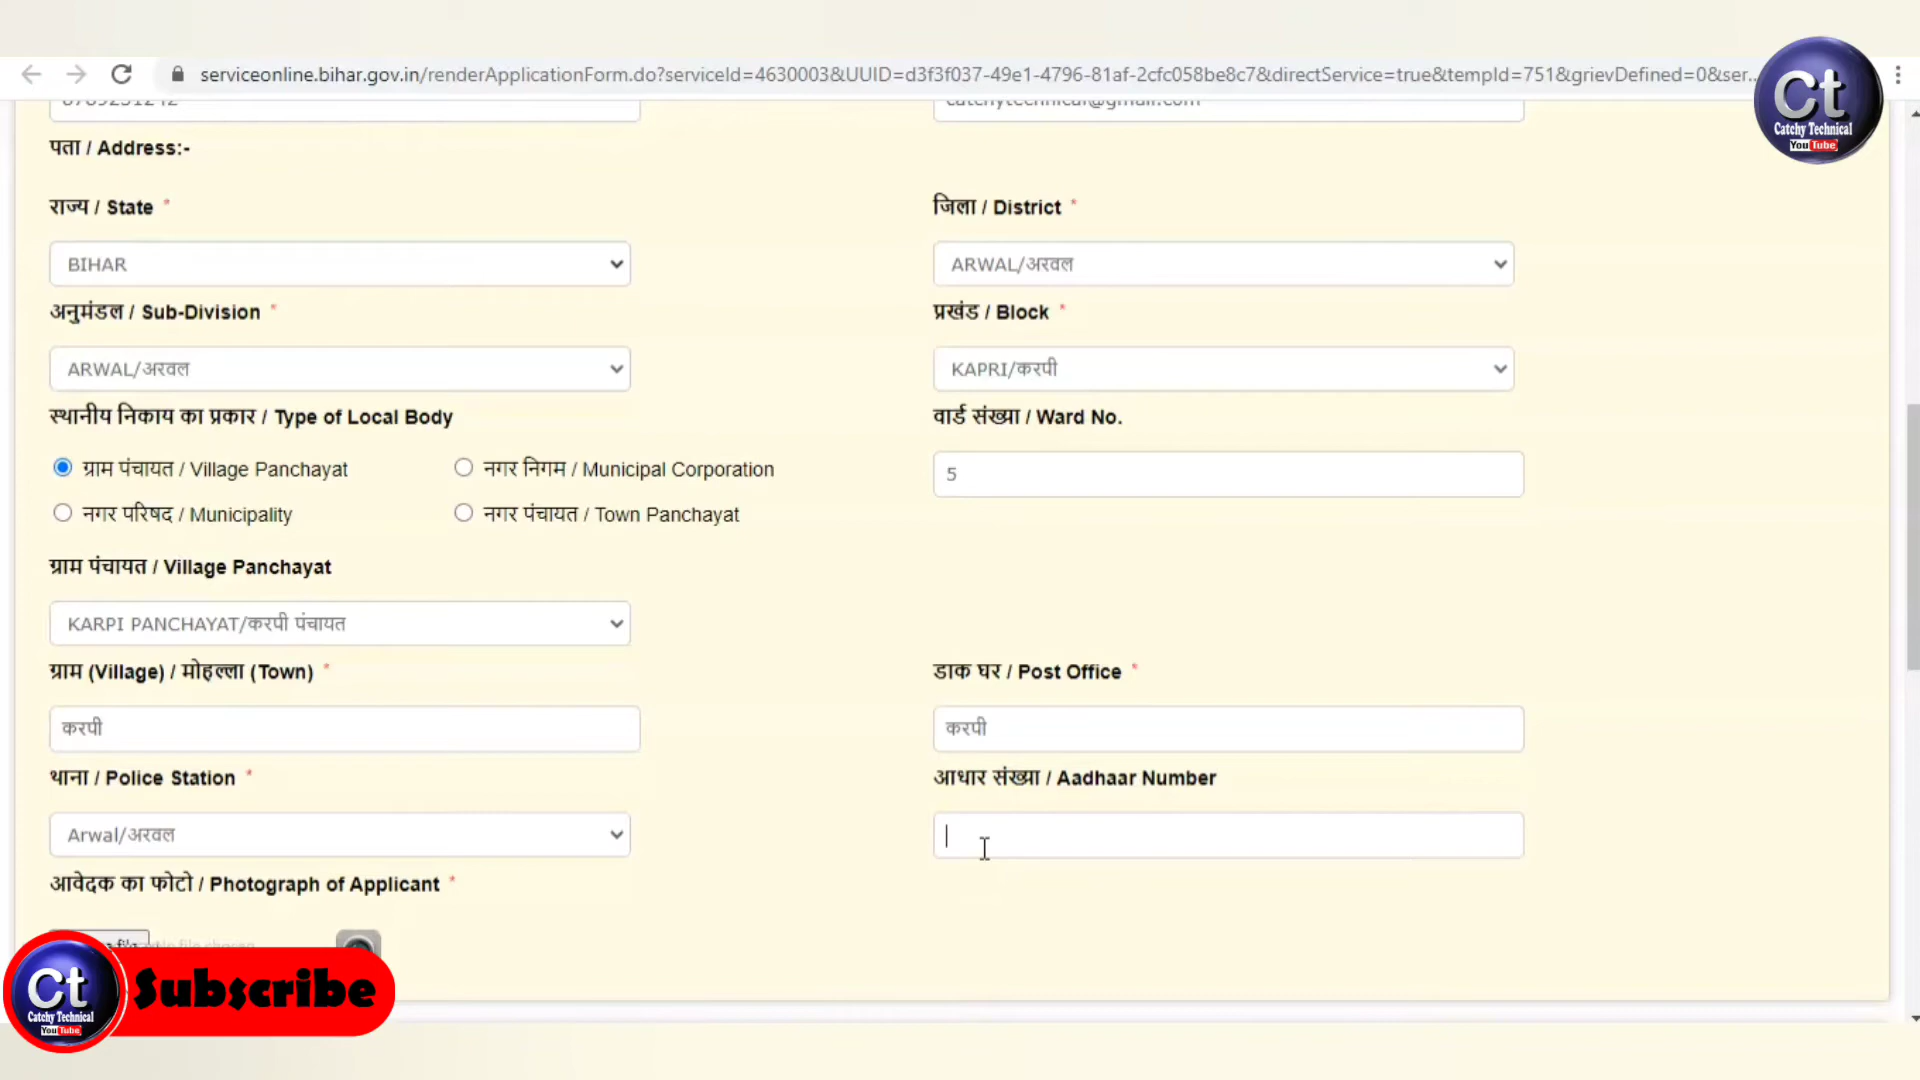 serviceonline.bihar.gov.in/renderApplicationForm.do?serviceId=4630003&UUID=d3f3f037-49e1-4796-81af-2cfc058be8c7&directService=true&tempId=751&grievDefined=0&ser...
Ct
Catchy Technical
YouTube
catchytechnical@gmail.com
पता / Address:-
राज्य / State *
जिला / District *
BIHAR
ARWAL/अरवल
अनुमंडल / Sub-Division *
प्रखंड / Block *
ARWAL/अरवल
KAPRI/करपी
स्थानीय निकाय का प्रकार / Type of Local Body
वार्ड संख्या / Ward No.
ग्राम पंचायत / Village Panchayat
नगर निगम / Municipal Corporation
5
नगर परिषद / Municipality
नगर पंचायत / Town Panchayat
ग्राम पंचायत / Village Panchayat
KARPI PANCHAYAT/करपी पंचायत
ग्राम (Village) / मोहल्ला (Town) *
डाक घर / Post Office *
करपी
करपी
थाना / Police Station *
आधार संख्या / Aadhaar Number
Arwal/अरवल
आवेदक का फोटो / Photograph of Applicant *
file chosen
Ct
Catchy Technical
YouTube
Subscribe